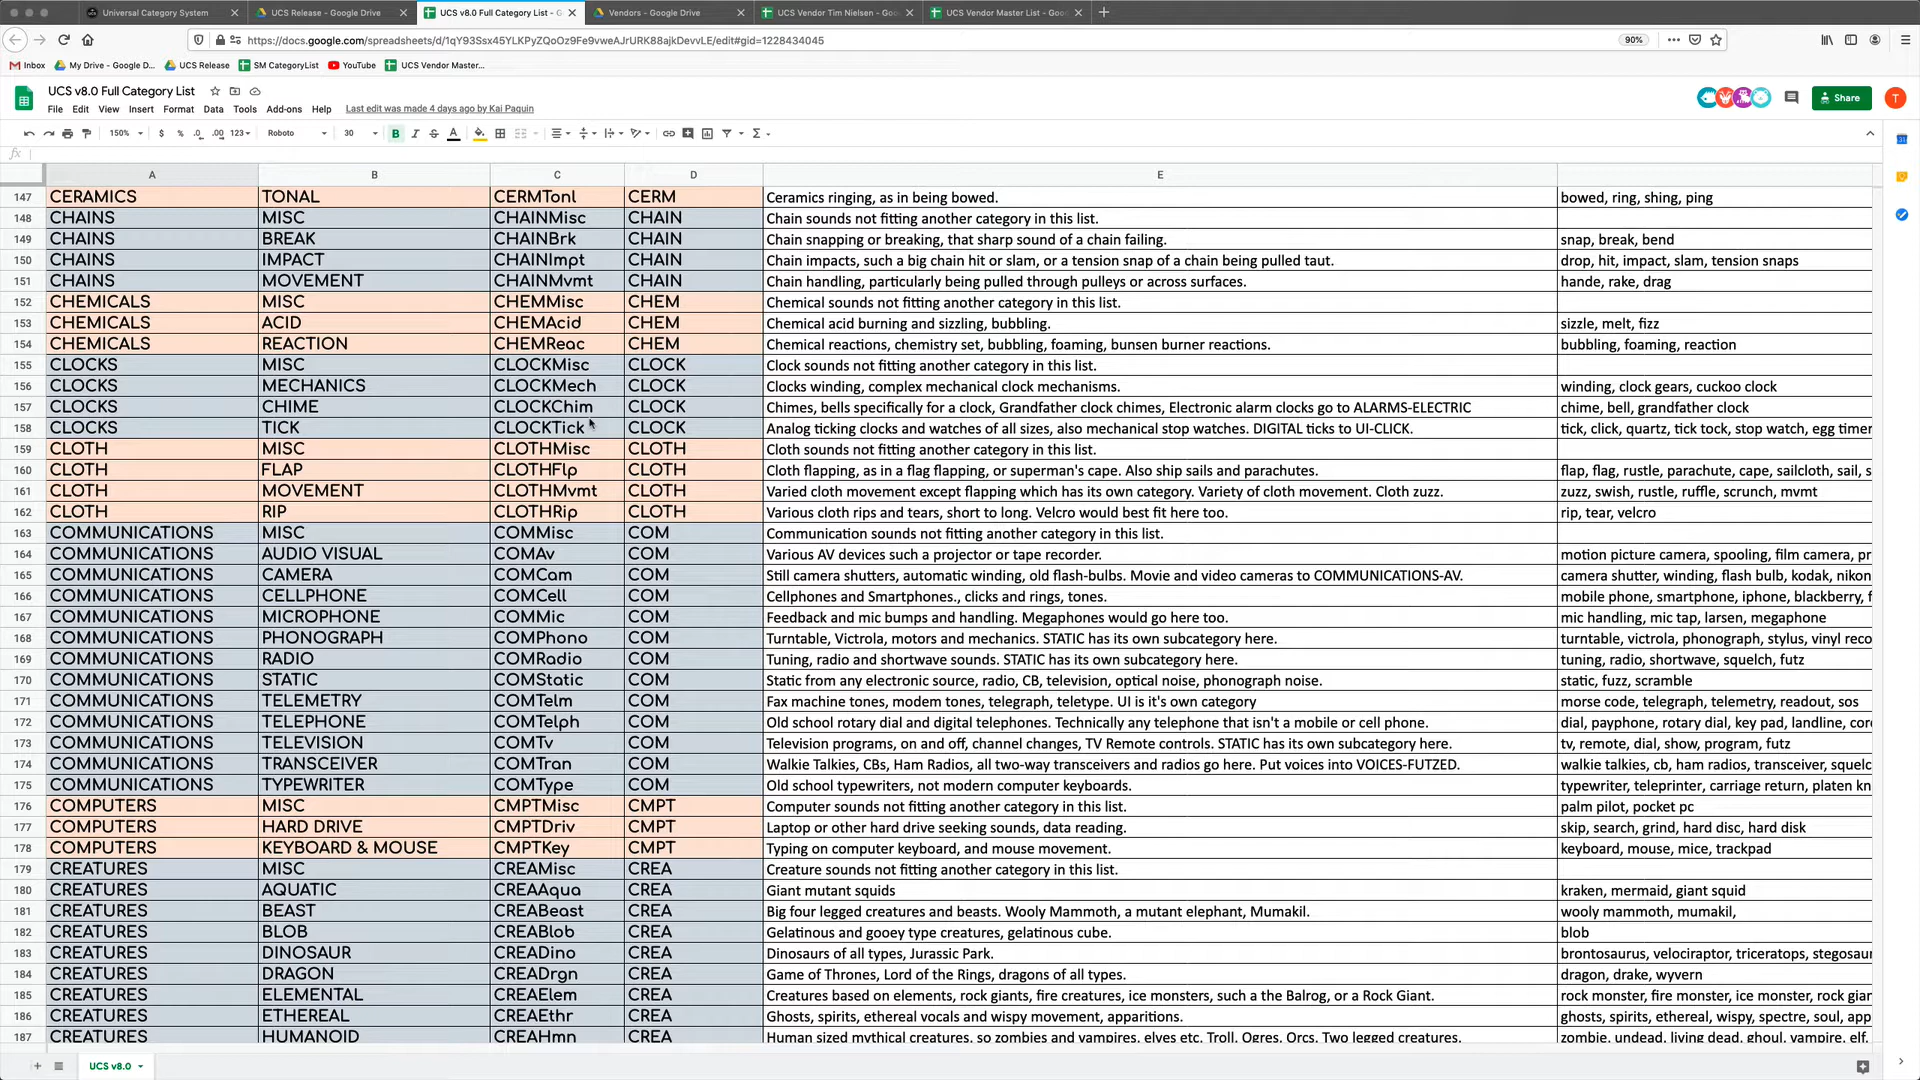 Universal Category System
UCS Release - Google Drive
UCS v8.0 Full Category List - G
Vendors - Google Drive
UCS Vendor Tim Nielsen - Goo
UCS Vendor Master List - Goo
https://docs.google.com/spreadsheets/d/1qY93Ssx45YLKPyZQoOz9Fe9vweAJrURK88ajkDevvLE/edit#gid=1228434045
90%
Inbox
My Drive - Google D...
UCS Release
SM CategoryList
YouTube
UCS Vendor Master...
UCS v8.0 Full Category List
File Edit View Insert Format Data Tools Add-ons Help Last edit was made 4 days ago by Kai Paquin
Share
T
150% $ % .0 .00 123 Roboto 30 B I S A
fx
A B C D E
147 CERAMICS TONAL CERMTonl CERM Ceramics ringing, as in being bowed. bowed, ring, shing, ping
148 CHAINS MISC CHAINMisc CHAIN Chain sounds not fitting another category in this list.
149 CHAINS BREAK CHAINBrk CHAIN Chain snapping or breaking, that sharp sound of a chain failing. snap, break, bend
150 CHAINS IMPACT CHAINImpt CHAIN Chain impacts, such a big chain hit or slam, or a tension snap of a chain being pulled taut. drop, hit, impact, slam, tension snaps
151 CHAINS MOVEMENT CHAINMvmt CHAIN Chain handling, particularly being pulled through pulleys or across surfaces. hande, rake, drag
152 CHEMICALS MISC CHEMMisc CHEM Chemical sounds not fitting another category in this list.
153 CHEMICALS ACID CHEMAcid CHEM Chemical acid burning and sizzling, bubbling. sizzle, melt, fizz
154 CHEMICALS REACTION CHEMReac CHEM Chemical reactions, chemistry set, bubbling, foaming, bunsen burner reactions. bubbling, foaming, reaction
155 CLOCKS MISC CLOCKMisc CLOCK Clock sounds not fitting another category in this list.
156 CLOCKS MECHANICS CLOCKMech CLOCK Clocks winding, complex mechanical clock mechanisms. winding, clock gears, cuckoo clock
157 CLOCKS CHIME CLOCKChim CLOCK Chimes, bells specifically for a clock, Grandfather clock chimes, Electronic alarm clocks go to ALARMS-ELECTRIC chime, bell, grandfather clock
158 CLOCKS TICK CLOCKTick CLOCK Analog ticking clocks and watches of all sizes, also mechanical stop watches. DIGITAL ticks to UI-CLICK. tick, click, quartz, tick tock, stop watch, egg timer
159 CLOTH MISC CLOTHMisc CLOTH Cloth sounds not fitting another category in this list.
160 CLOTH FLAP CLOTHFlp CLOTH Cloth flapping, as in a flag flapping, or superman's cape. Also ship sails and parachutes. flap, flag, rustle, parachute, cape, sailcloth, sail, s
161 CLOTH MOVEMENT CLOTHMvmt CLOTH Varied cloth movement except flapping which has its own category. Variety of cloth movement. Cloth zuzz. zuzz, swish, rustle, ruffle, scrunch, mvmt
162 CLOTH RIP CLOTHRip CLOTH Various cloth rips and tears, short to long. Velcro would best fit here too. rip, tear, velcro
163 COMMUNICATIONS MISC COMMisc COM Communication sounds not fitting another category in this list.
164 COMMUNICATIONS AUDIO VISUAL COMAv COM Various AV devices such a projector or tape recorder. motion picture camera, spooling, film camera, pr
165 COMMUNICATIONS CAMERA COMCam COM Still camera shutters, automatic winding, old flash-bulbs. Movie and video cameras to COMMUNICATIONS-AV. camera shutter, winding, flash bulb, kodak, nikon
166 COMMUNICATIONS CELLPHONE COMCell COM Cellphones and Smartphones., clicks and rings, tones. mobile phone, smartphone, iphone, blackberry, f
167 COMMUNICATIONS MICROPHONE COMMic COM Feedback and mic bumps and handling. Megaphones would go here too. mic handling, mic tap, larsen, megaphone
168 COMMUNICATIONS PHONOGRAPH COMPhono COM Turntable, Victrola, motors and mechanics. STATIC has its own subcategory here. turntable, victrola, phonograph, stylus, vinyl reco
169 COMMUNICATIONS RADIO COMRadio COM Tuning, radio and shortwave sounds. STATIC has its own subcategory here. tuning, radio, shortwave, squelch, futz
170 COMMUNICATIONS STATIC COMStatic COM Static from any electronic source, radio, CB, television, optical noise, phonograph noise. static, fuzz, scramble
171 COMMUNICATIONS TELEMETRY COMTelm COM Fax machine tones, modem tones, telegraph, teletype. UI is it's own category morse code, telegraph, telemetry, readout, sos
172 COMMUNICATIONS TELEPHONE COMTelph COM Old school rotary dial and digital telephones. Technically any telephone that isn't a mobile or cell phone. dial, payphone, rotary dial, key pad, landline, cor
173 COMMUNICATIONS TELEVISION COMTv COM Television programs, on and off, channel changes, TV Remote controls. STATIC has its own subcategory here. tv, remote, dial, show, program, futz
174 COMMUNICATIONS TRANSCEIVER COMTran COM Walkie Talkies, CBs, Ham Radios, all two-way transceivers and radios go here. Put voices into VOICES-FUTZED. walkie talkies, cb, ham radios, transceiver, squelc
175 COMMUNICATIONS TYPEWRITER COMType COM Old school typewriters, not modern computer keyboards. typewriter, teleprinter, carriage return, platen kn
176 COMPUTERS MISC CMPTMisc CMPT Computer sounds not fitting another category in this list. palm pilot, pocket pc
177 COMPUTERS HARD DRIVE CMPTDriv CMPT Laptop or other hard drive seeking sounds, data reading. skip, search, grind, hard disc, hard disk
178 COMPUTERS KEYBOARD & MOUSE CMPTKey CMPT Typing on computer keyboard, and mouse movement. keyboard, mouse, mice, trackpad
179 CREATURES MISC CREAMisc CREA Creature sounds not fitting another category in this list.
180 CREATURES AQUATIC CREAAqua CREA Giant mutant squids kraken, mermaid, giant squid
181 CREATURES BEAST CREABeast CREA Big four legged creatures and beasts. Wooly Mammoth, a mutant elephant, Mumakil. wooly mammoth, mumakil,
182 CREATURES BLOB CREABlob CREA Gelatinous and gooey type creatures, gelatinous cube. blob
183 CREATURES DINOSAUR CREADino CREA Dinosaurs of all types, Jurassic Park. brontosaurus, velociraptor, triceratops, stegosaur
184 CREATURES DRAGON CREADrgn CREA Game of Thrones, Lord of the Rings, dragons of all types. dragon, drake, wyvern
185 CREATURES ELEMENTAL CREAElem CREA Creatures based on elements, rock giants, fire creatures, ice monsters, such a the Balrog, or a Rock Giant. rock monster, fire monster, ice monster, rock giar
186 CREATURES ETHEREAL CREAEthr CREA Ghosts, spirits, ethereal vocals and wispy movement, apparitions. ghosts, spirits, ethereal, wispy, spectre, soul, app
187 CREATURES HUMANOID CREAHmn CREA Human sized mythical creatures, so zombies and vampires, elves etc. Troll, Ogres, Orcs. Two legged creatures. zombie, undead, living dead, ghoul, vampire, elf,
UCS v8.0